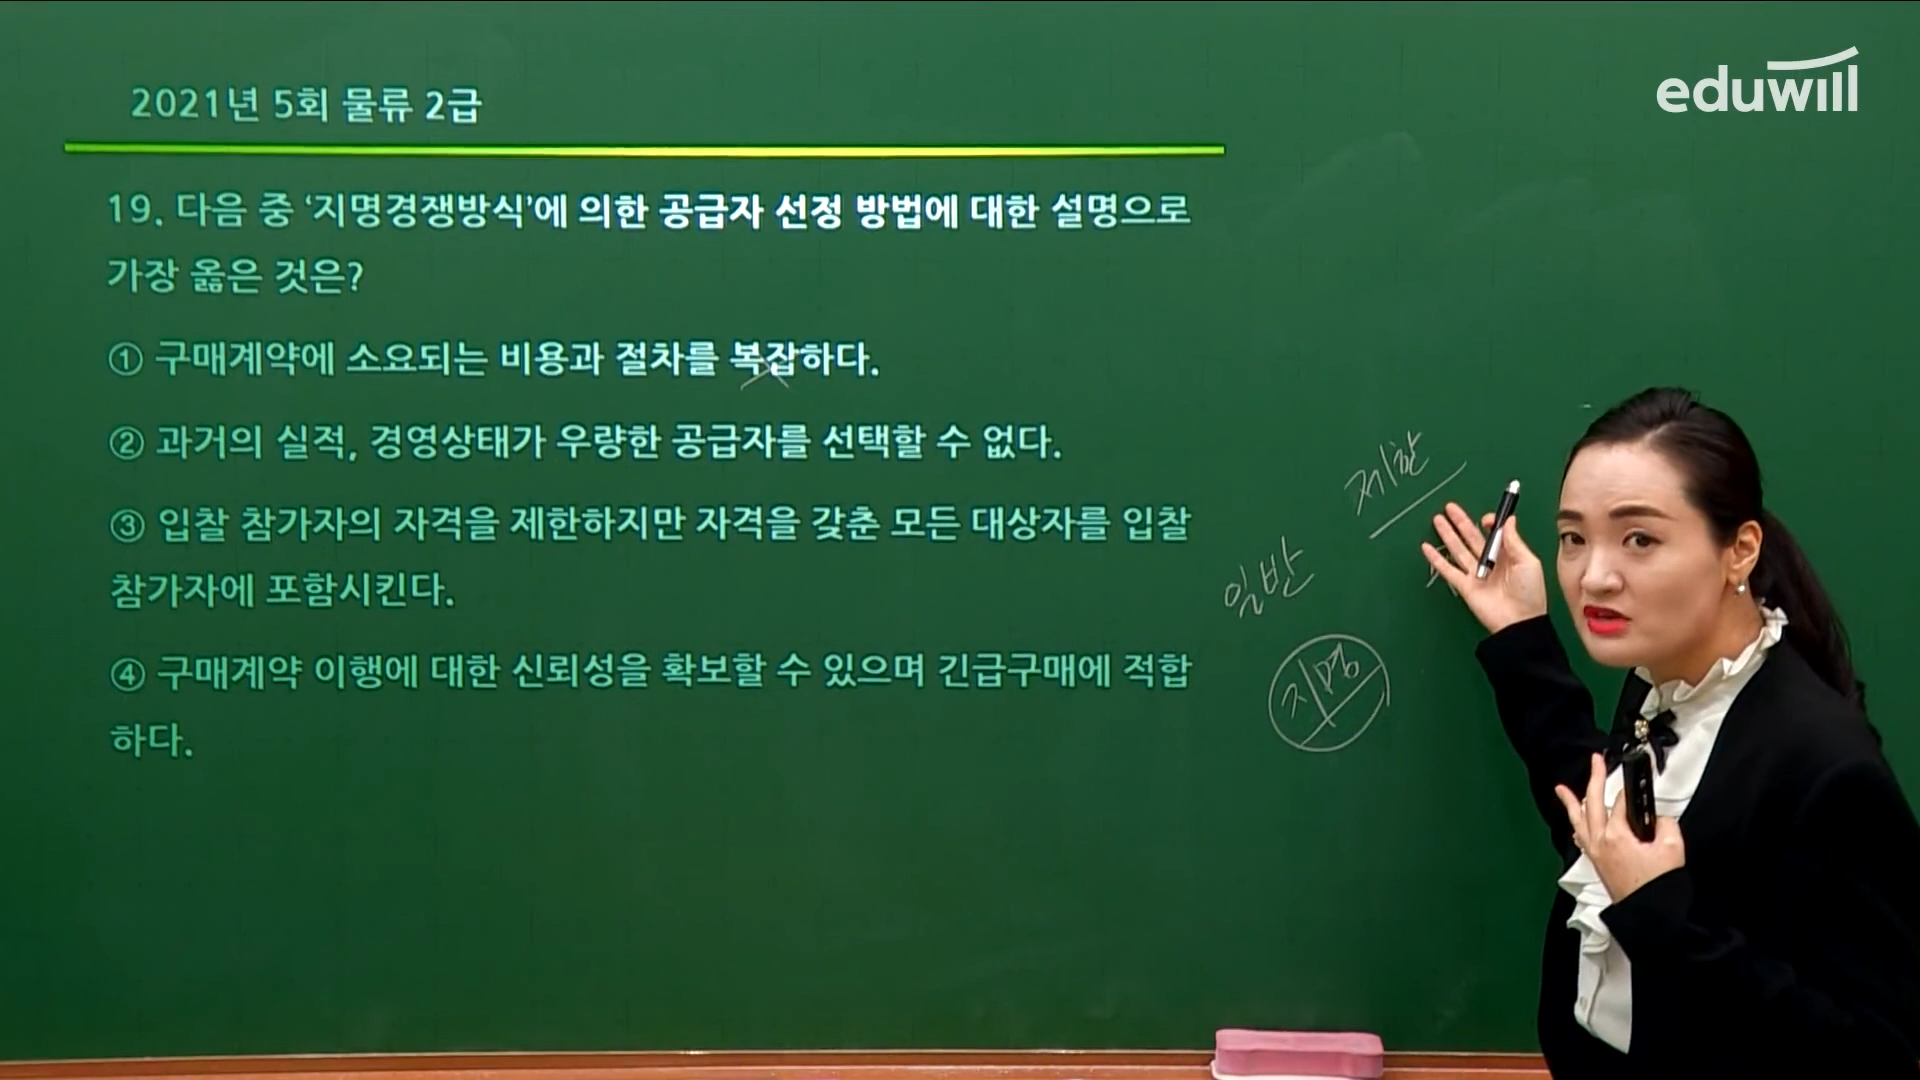 eduwill
2021년 5회 물류 2급
19. 다음 중 ‘지명경쟁방식’에 의한 공급자 선정 방법에 대한 설명으로
가장 옳은 것은?
① 구매계약에 소요되는 비용과 절차를 복잡하다.
② 과거의 실적, 경영상태가 우량한 공급자를 선택할 수 없다.
③ 입찰 참가자의 자격을 제한하지만 자격을 갖춘 모든 대상자를 입찰
참가자에 포함시킨다.
④ 구매계약 이행에 대한 신뢰성을 확보할 수 있으며 긴급구매에 적합
하다.
제한
일반
지명